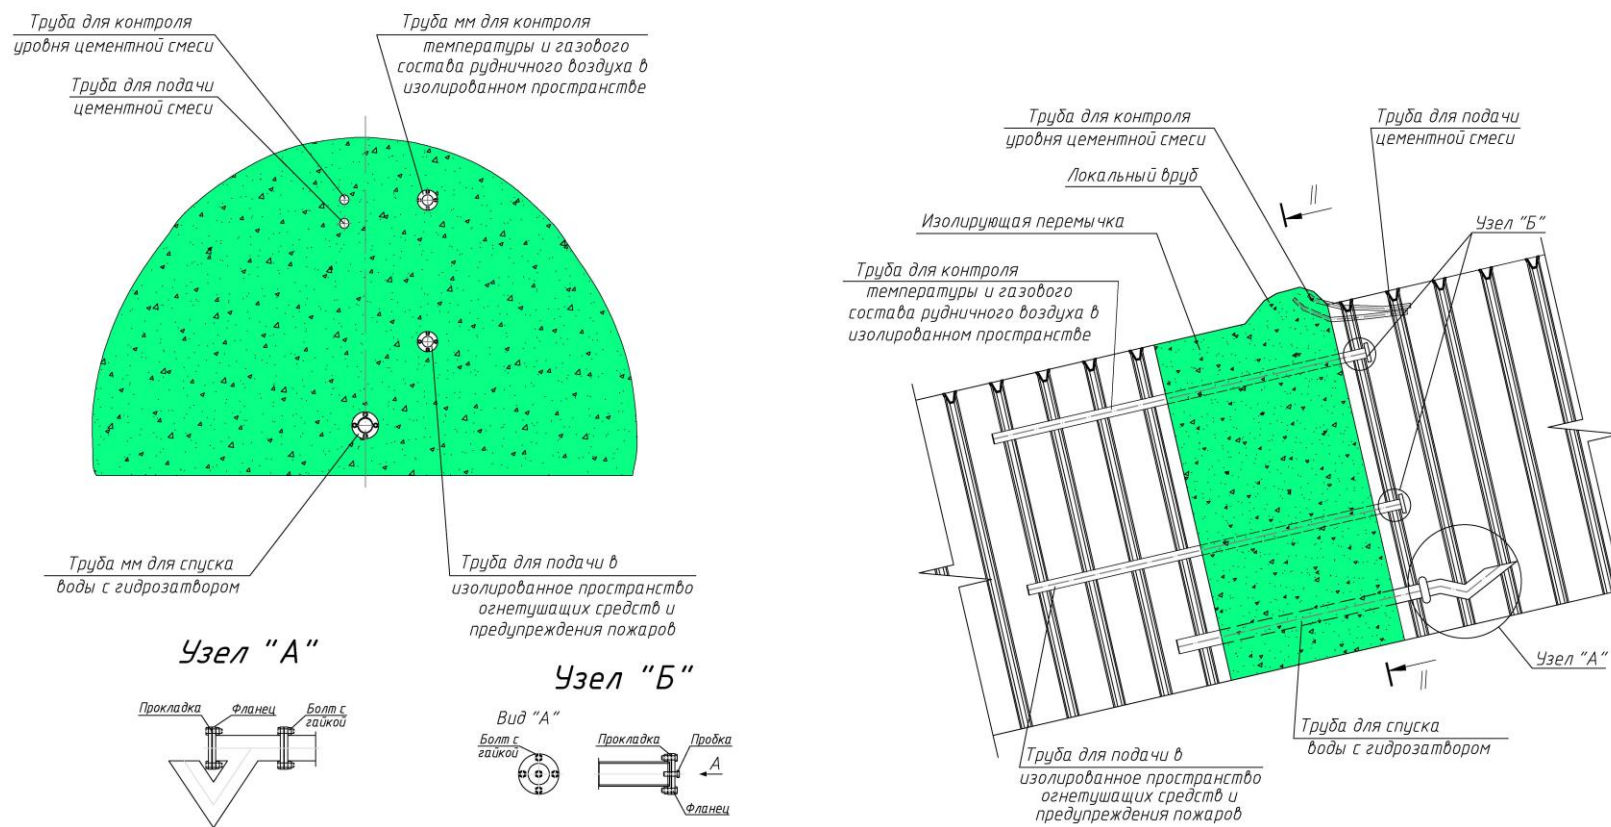 Труба для контроля
уровня цементной смеси
Труба мм для контроля
температуры и газового
состава рудничного воздуха в
изолированном пространстве
Труба для подачи
цементной смеси
Труба мм для спуска
воды с гидрозатвором
Труба для подачи в
изолированное пространство
огнетушащих средств и
предупреждения пожаров
Узел "А"
Прокладка
Фланец
Болт с
гайкой
Узел "Б"
Вид "А"
Болт с
гайкой
Прокладка
Пробка
А
Фланец
Труба для контроля
уровня цементной смеси
Труба для подачи
цементной смеси
Локальный вруб
Изолирующая перемычка
Узел "Б"
Труба для контроля
температуры и газового
состава рудничного воздуха в
изолированном пространстве
II
II
Узел "А"
Труба для спуска
воды с гидрозатвором
Труба для подачи в
изолированное пространство
огнетушащих средств и
предупреждения пожаров